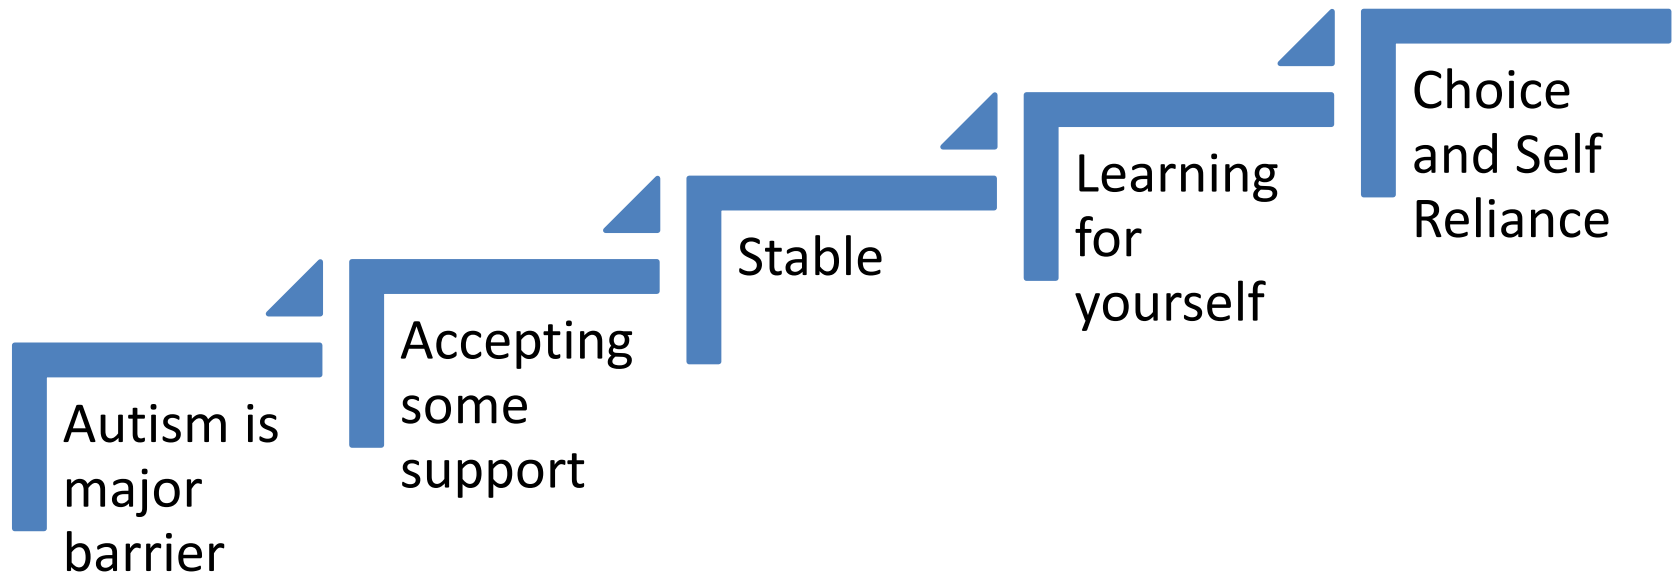 Autism is
major
barrier
Accepting
some
support
Stable
Learning
for
yourself
Choice
and Self
Reliance